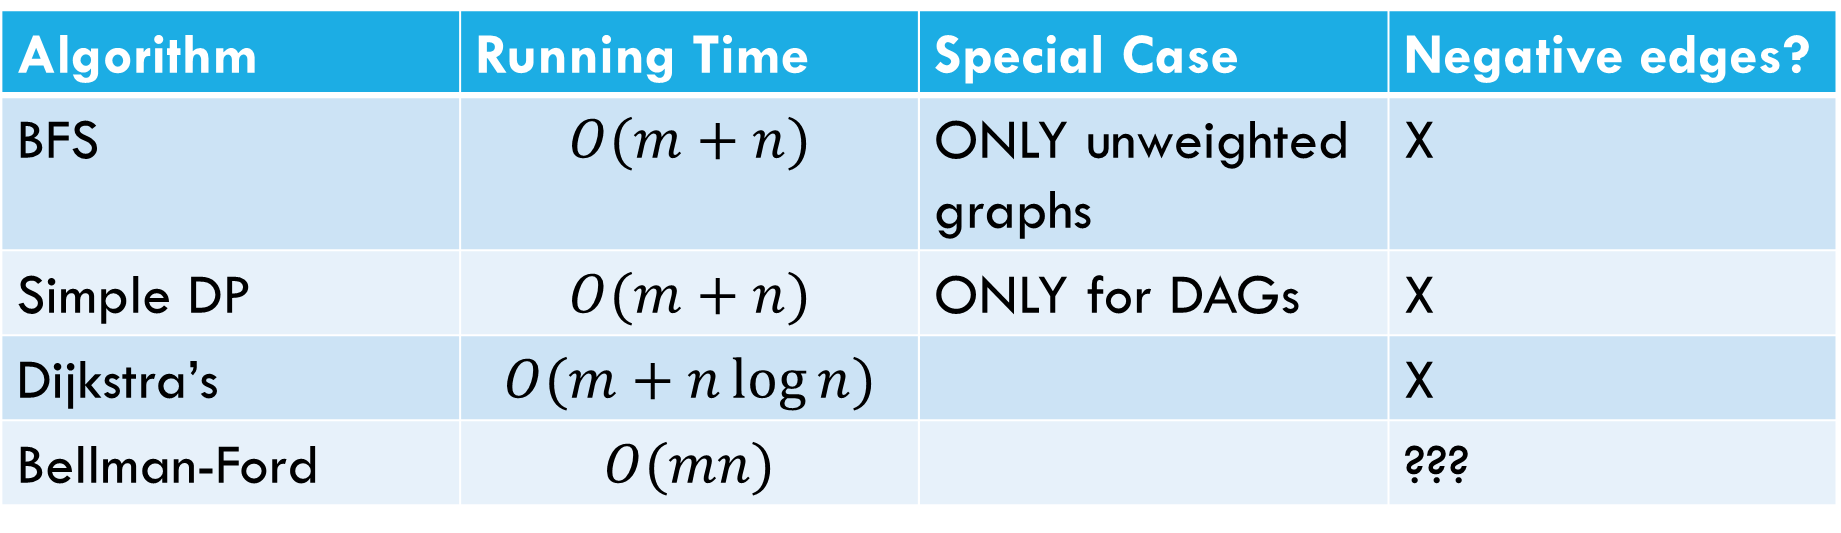 Algorithm Running Time Special Case Negative edges?
BFS O(m + n) ONLY unweighted X
graphs
Simple DP O(m + n) ONLY for DAGs X
Dijkstra’s O(m + n log n) X
Bellman-Ford O(mn) ???